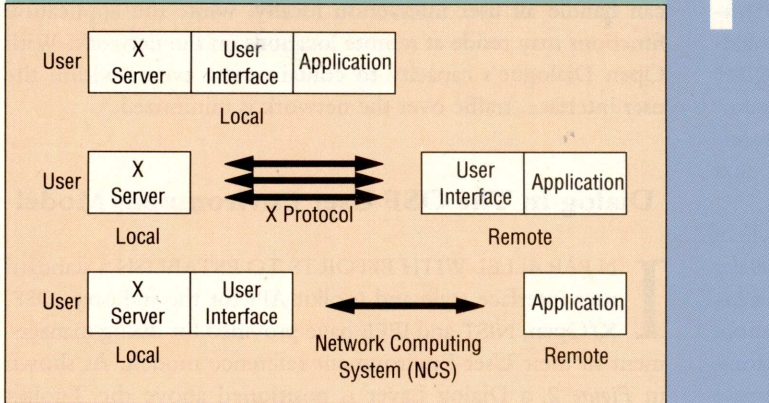 User X Server User Interface Application
Local
User X Server X Protocol User Interface Application
Local Remote
User X Server User Interface Application
Local Network Computing System (NCS) Remote